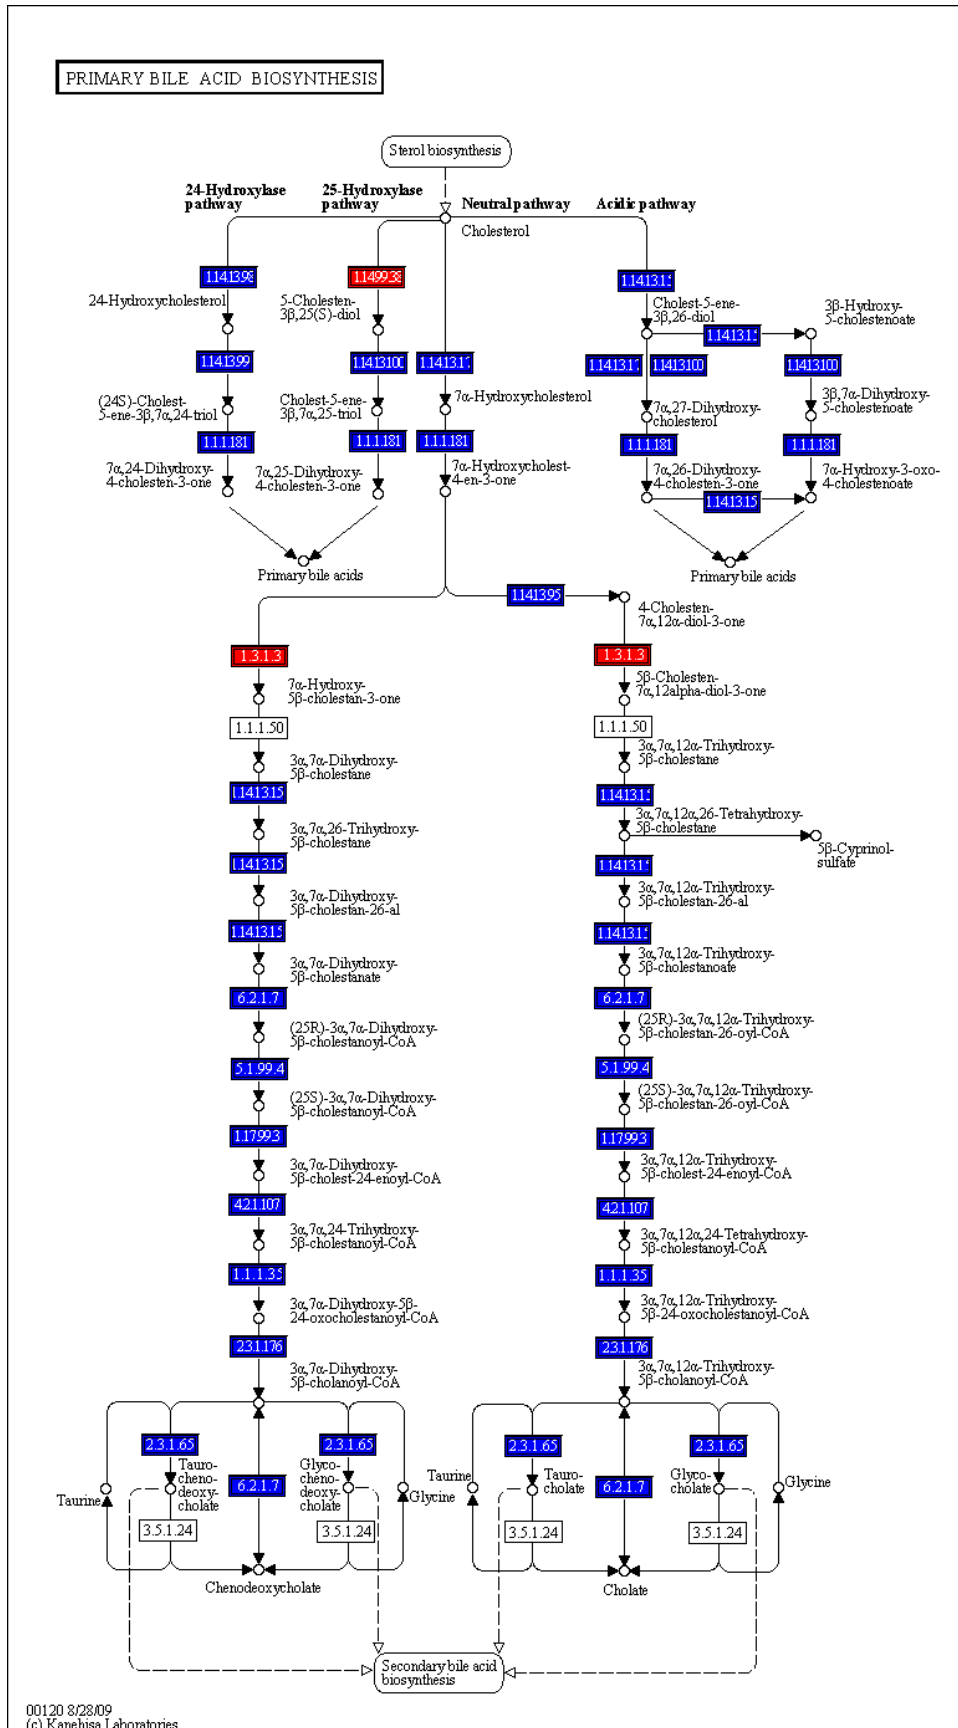 PRIMARY BILE ACID BIOSYNTHESIS
Sterol biosynthesis
24-Hydroxylase
pathway
25-Hydroxylase
pathway
Neutral pathway
Acidic pathway
Cholesterol
1.14.13.98
1.14.99.38
24-Hydroxycholesterol
5-Cholesten-
3β,25(S)-diol
Cholest-5-ene-
3β,26-diol
3β-Hydroxy-
5-cholestenoate
1.14.13.99
1.14.13.100
1.14.13.100
1.14.13.100
(24S)-Cholest-
5-ene-3β,7α,24-triol
Cholest-5-ene-
3β,7α,25-triol
7α-Hydroxycholesterol
7α,27-Dihydroxy-
cholesterol
3β,7α-Dihydroxy-
5-cholestenoate
1.1.1.181
1.1.1.181
1.1.1.181
1.1.1.181
1.1.1.181
7α,24-Dihydroxy-
4-cholesten-3-one
7α,25-Dihydroxy-
4-cholesten-3-one
7α-Hydroxycholest-
4-en-3-one
7α,26-Dihydroxy-
4-cholesten-3-one
7α-Hydroxy-3-oxo-
4-cholestenoate
1.14.13.15
Primary bile acids
Primary bile acids
1.14.13.95
4-Cholesten-
7α,12α-diol-3-one
1.3.1.3
7α-Hydroxy-
5β-cholestan-3-one
1.1.1.50
3α,7α-Dihydroxy-
5β-cholestane
1.14.13.15
3α,7α,26-Trihydroxy-
5β-cholestane
1.14.13.15
3α,7α-Dihydroxy-
5β-cholestan-26-al
1.14.13.15
3α,7α-Dihydroxy-
5β-cholestanate
6.2.1.7
(25R)-3α,7α-Dihydroxy-
5β-cholestanoyl-CoA
5.1.99.4
(25S)-3α,7α-Dihydroxy-
5β-cholestanoyl-CoA
1.17.99.3
3α,7α-Dihydroxy-
5β-cholest-24-enoyl-CoA
4.2.1.107
3α,7α,24-Trihydroxy-
5β-cholestanoyl-CoA
1.1.1.35
3α,7α-Dihydroxy-5β-
24-oxocholestanoyl-CoA
2.3.1.176
3α,7α-Dihydroxy-
5β-cholanoyl-CoA
1.3.1.3
5β-Cholesten-
7α,12alpha-diol-3-one
1.1.1.50
3α,7α,12α-Trihydroxy-
5β-cholestane
1.14.13.15
3α,7α,12α,26-Tetrahydroxy-
5β-cholestane
5β-Cyprinol-
sulfate
1.14.13.15
3α,7α,12α-Trihydroxy-
5β-cholestan-26-al
1.14.13.15
3α,7α,12α-Trihydroxy-
5β-cholestanoate
6.2.1.7
(25R)-3α,7α,12α-Trihydroxy-
5β-cholestan-26-oyl-CoA
5.1.99.4
(25S)-3α,7α,12α-Trihydroxy-
5β-cholestan-26-oyl-CoA
1.17.99.3
3α,7α,12α-Trihydroxy-
5β-cholest-24-enoyl-CoA
4.2.1.107
3α,7α,12α,24-Tetrahydroxy-
5β-cholestanoyl-CoA
1.1.1.35
3α,7α,12α-Trihydroxy-
5β-24-oxocholestanoyl-CoA
2.3.1.176
3α,7α,12α-Trihydroxy-
5β-cholanoyl-CoA
2.3.1.65
2.3.1.65
Tauro-
cheno-
deoxy-
cholate
Glyco-
cheno-
deoxy-
cholate
6.2.1.7
Taurine
Glycine
3.5.1.24
3.5.1.24
Chenodeoxycholate
2.3.1.65
2.3.1.65
Taurine
Tauro-
cholate
6.2.1.7
Glyco-
cholate
Glycine
3.5.1.24
3.5.1.24
Cholate
Secondary bile acid
biosynthesis
00120 8/28/09
(c) Kanehisa Laboratories